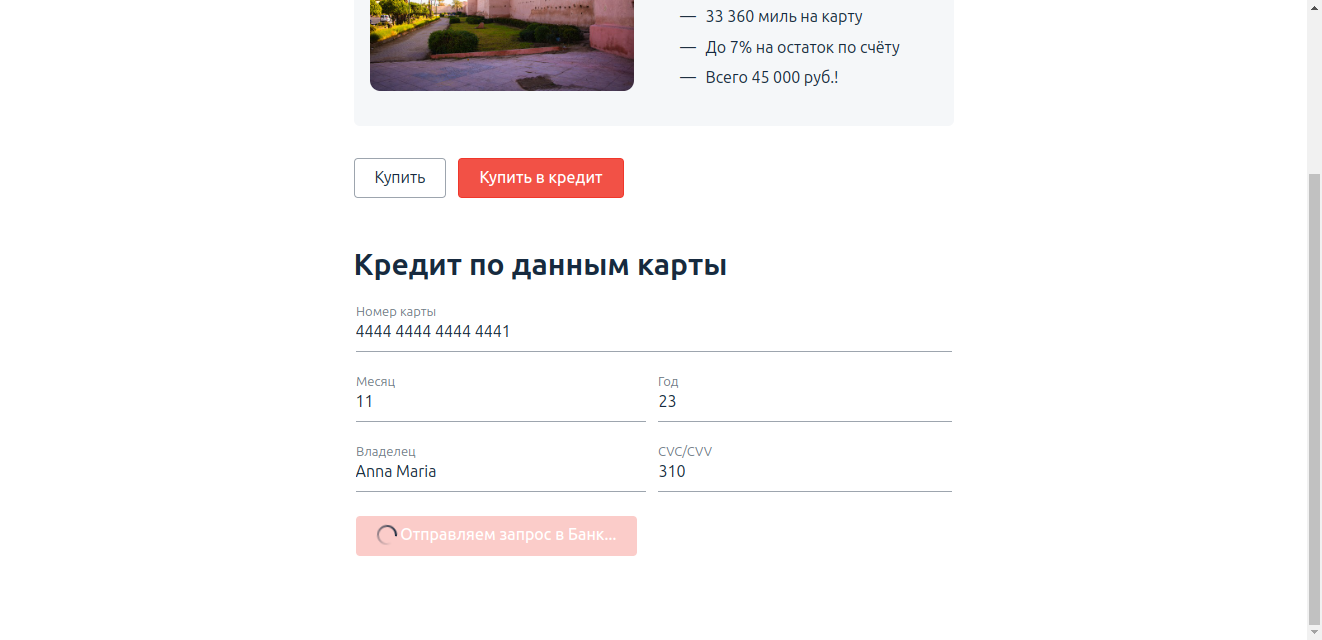 — 33 360 миль на карту
— До 7% на остаток по счёту
— Всего 45 000 руб.!
Купить Купить в кредит
Кредит по данным карты
Номер карты
4444 4444 4444 4441
Месяц Год
11 23
Владелец CVC/CVV
Anna Maria 310
Отправляем запрос в Банк...